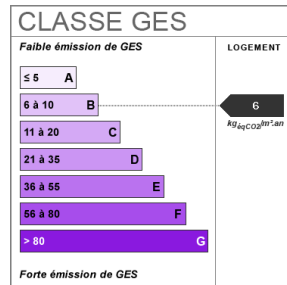 CLASSE GES
Faible émission de GES
LOGEMENT
≤ 5 A
6 à 10 B
6
kgéqCO2/m².an
11 à 20 C
21 à 35 D
36 à 55 E
56 à 80 F
> 80 G
Forte émission de GES